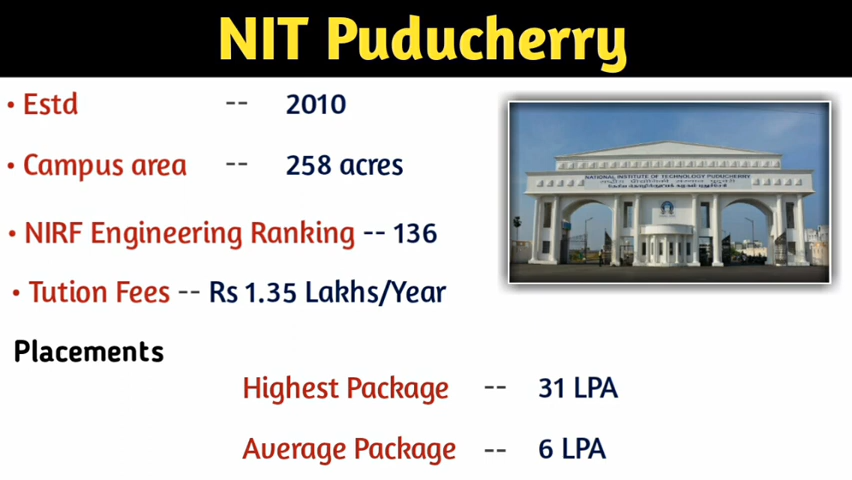 NIT Puducherry
• Estd -- 2010
• Campus area -- 258 acres
• NIRF Engineering Ranking -- 136
• Tution Fees -- Rs 1.35 Lakhs/Year
NATIONAL INSTITUTE OF TECHNOLOGY PUDUCHERRY
Placements
Highest Package -- 31 LPA
Average Package -- 6 LPA